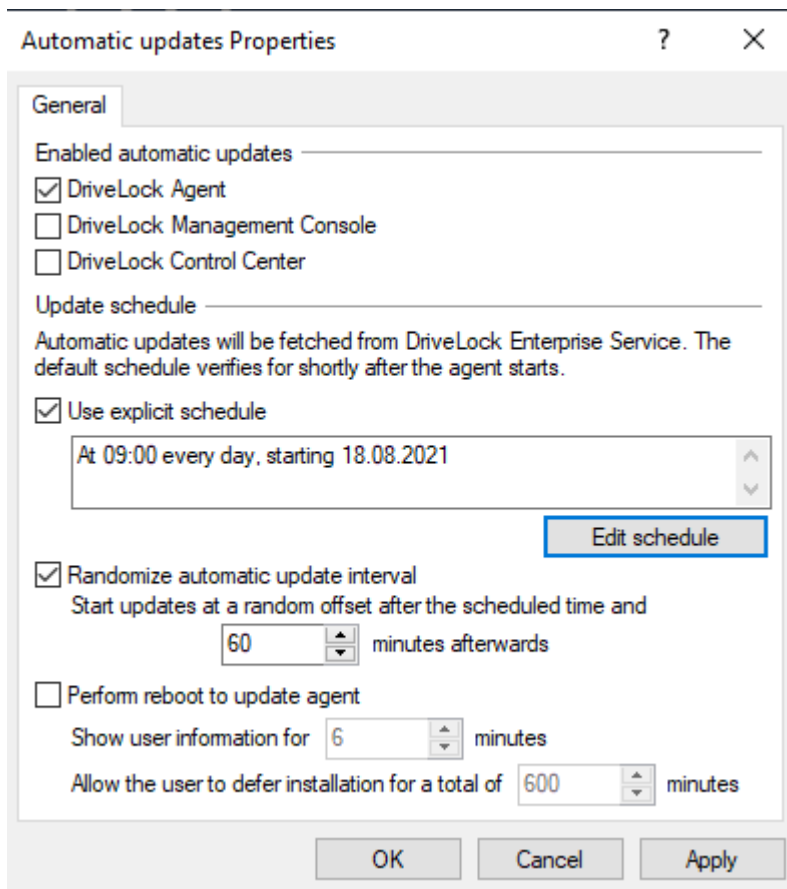 Automatic updates Properties ?
General
Enabled automatic updates
DriveLock Agent
DriveLock Management Console
DriveLock Control Center
Update schedule
Automatic updates will be fetched from DriveLock Enterprise Service. The
default schedule verifies for shortly after the agent starts.
Use explicit schedule
At 09:00 every day, starting 18.08.2021
Edit schedule
Randomize automatic update interval
Start updates at a random offset after the scheduled time and
60 minutes afterwards
Perform reboot to update agent
Show user information for 6 minutes
Allow the user to defer installation for a total of 600 minutes
OK Cancel Apply